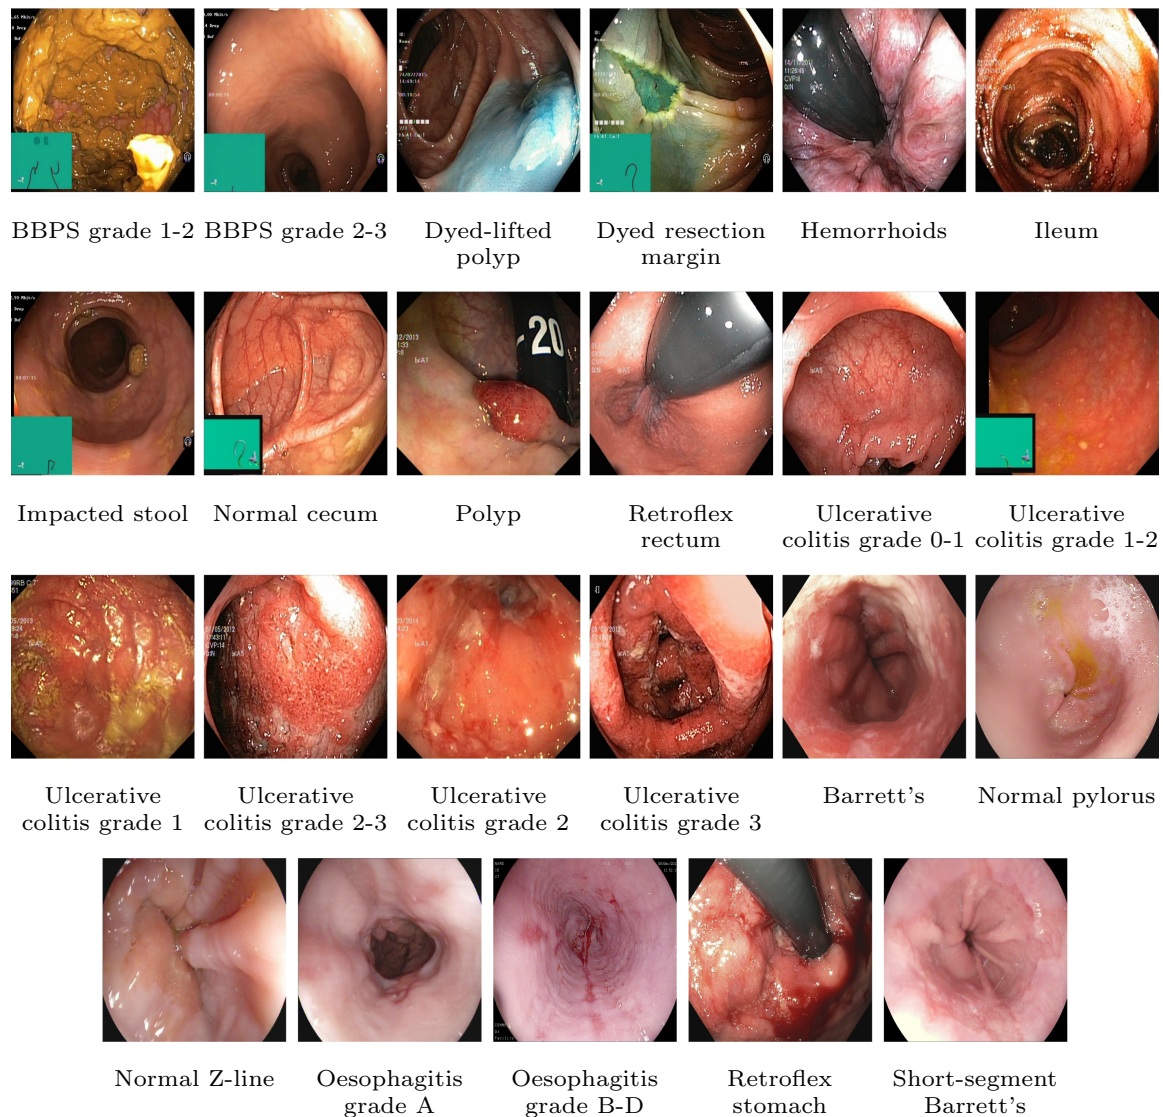 BBPS grade 1-2 BBPS grade 2-3 Dyed-lifted Dyed resection Hemorrhoids Ileum
polyp margin
-20
Impacted stool Normal cecum Polyp Retroflex Ulcerative Ulcerative
rectum colitis grade 0-1 colitis grade 1-2
Ulcerative Ulcerative Ulcerative Ulcerative Barrett's Normal pylorus
colitis grade 1 colitis grade 2-3 colitis grade 2 colitis grade 3
Normal Z-line Oesophagitis Oesophagitis Retroflex Short-segment
grade A grade B-D stomach Barrett's